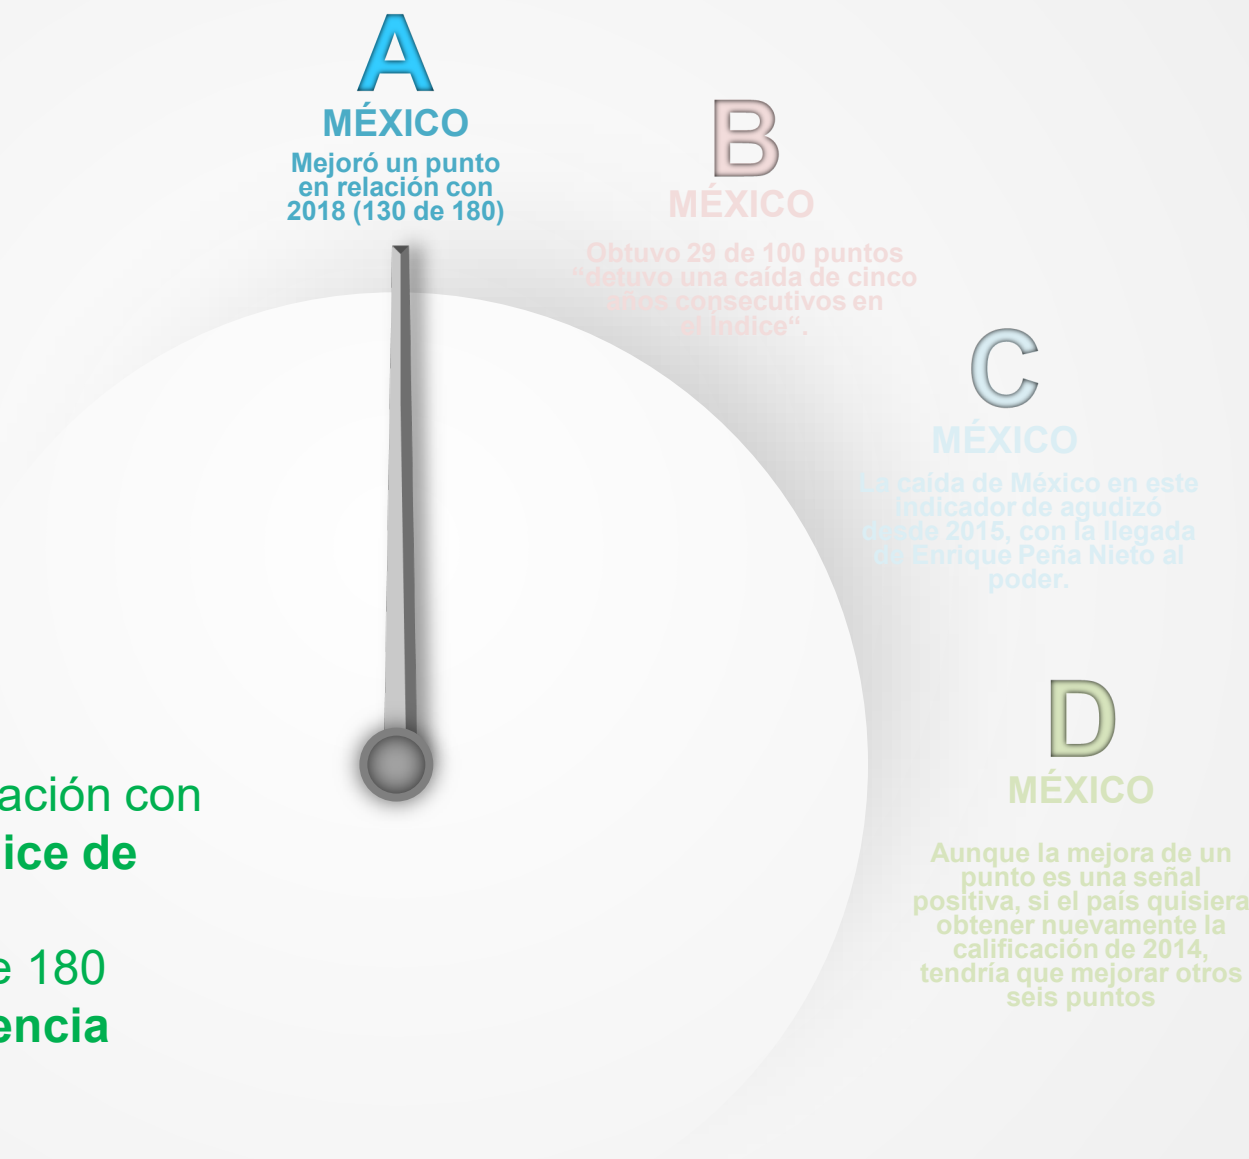 A
MÉXICO
Mejoró un punto
en relación con
2018 (130 de 180)
B
MÉXICO
Obtuvo 29 de 100 puntos
“detuvo una caída de cinco
años consecutivos en
el índice“.
C
MÉXICO
La caída de México en este
indicador de agudizó
desde 2015, con la llegada
de Enrique Peña Nieto al
poder.
D
MÉXICO
Aunque la mejora de un
punto es una señal
positiva, si el país quisiera
obtener nuevamente la
calificación de 2014,
tendría que mejorar otros
seis puntos
ación con
ice de
e 180
encia